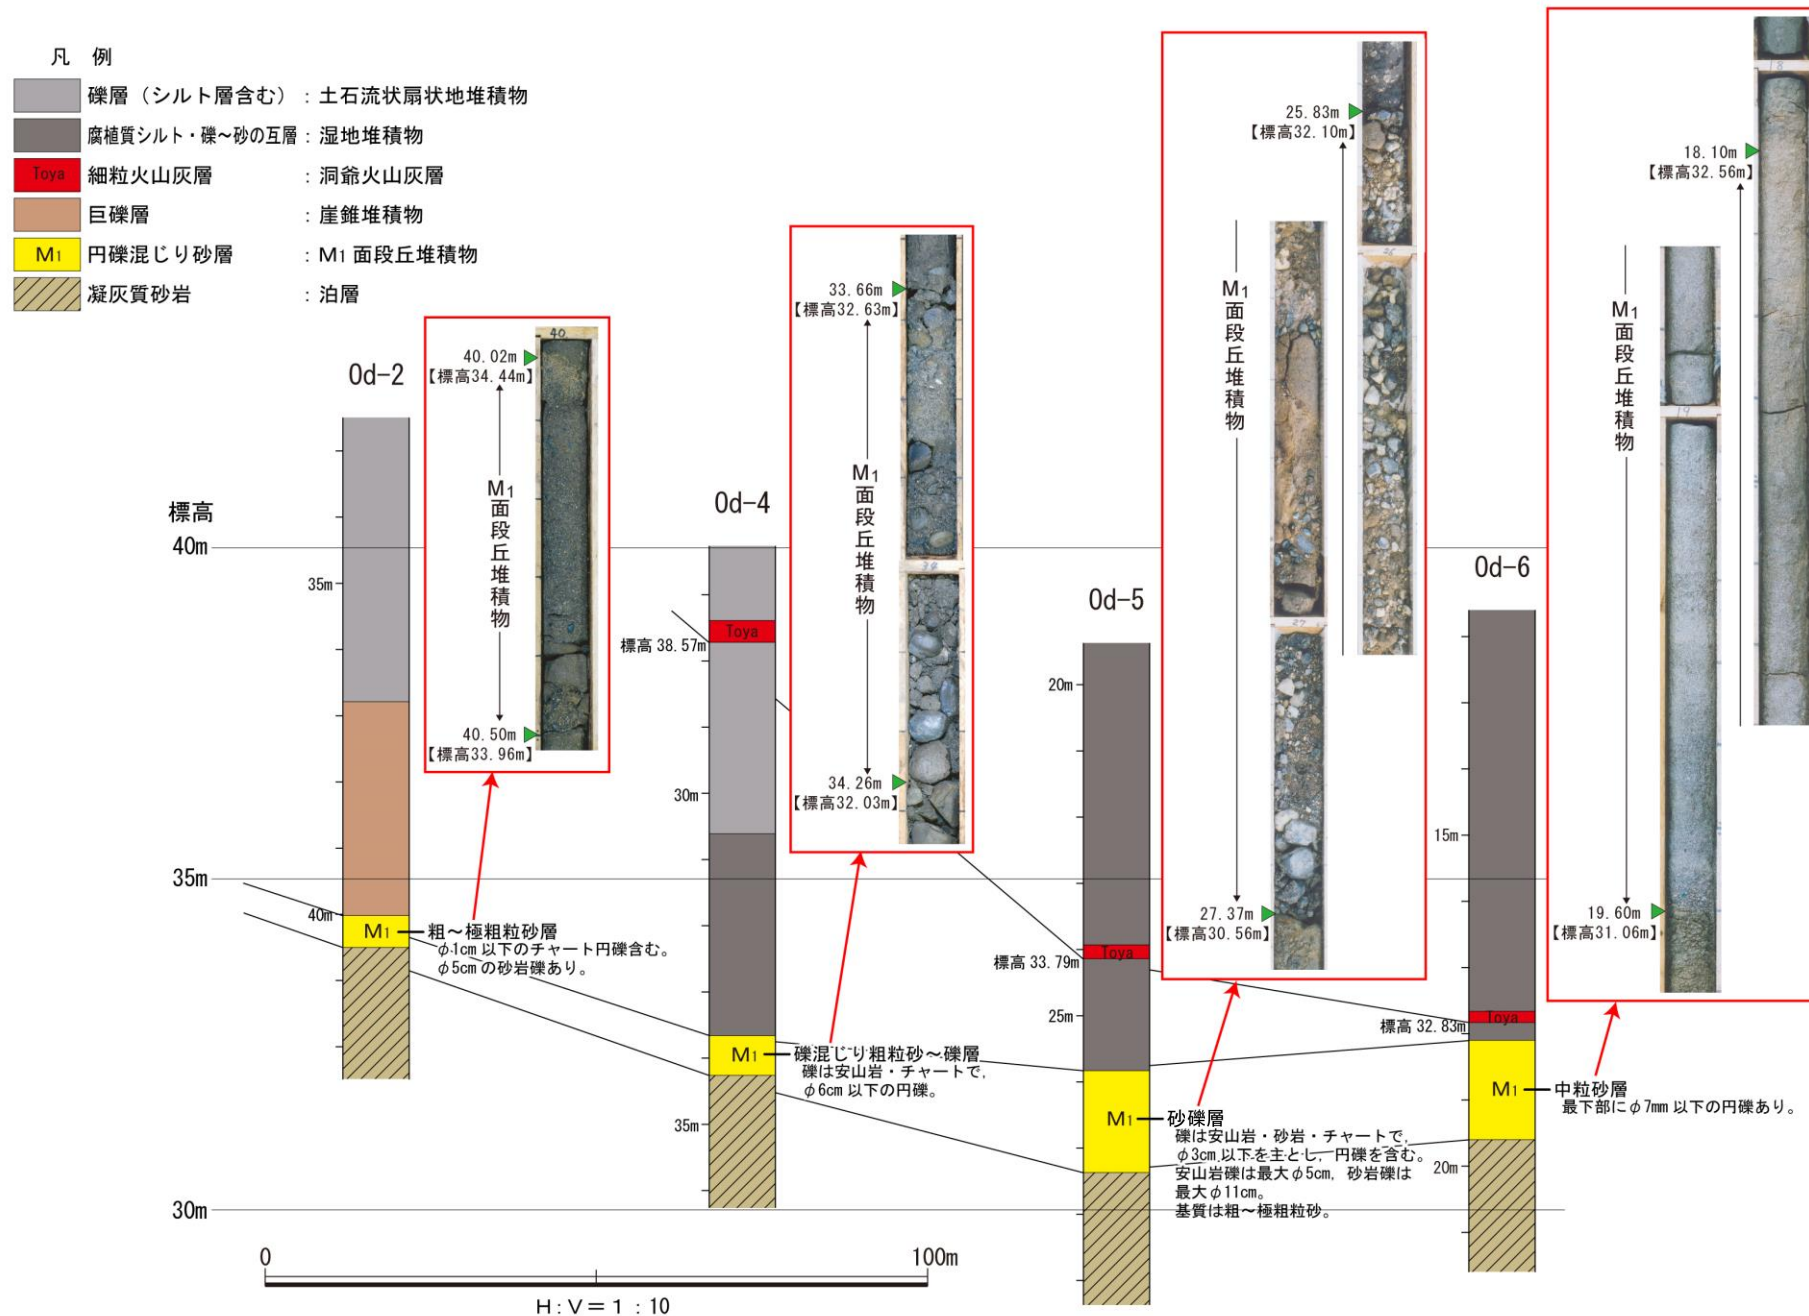 凡 例
礫層（シルト層含む）：土石流状扇状地堆積物
腐植質シルト・礫～砂の互層：湿地堆積物
Toya 細粒火山灰層 ：洞爺火山灰層
巨礫層 ：崖錐堆積物
M1 円礫混じり砂層 ：M1 面段丘堆積物
凝灰質砂岩 ：泊層
標高
40m
35m
30m
Od-2
35m
40m
M1
粗～極粗粒砂層
φ1cm 以下のチャート円礫含む。
φ5cm の砂岩礫あり。
40
40.02m
【標高34.44m】
M1面段丘堆積物
40.50m
【標高33.96m】
Od-4
Toya
標高 38.57m
30m
35m
M1
礫混じり粗粒砂～礫層
礫は安山岩・チャートで，
φ6cm 以下の円礫。
33.66m
【標高32.63m】
M1面段丘堆積物
34
34.26m
【標高32.03m】
Od-5
20m
Toya
標高 33.79m
25m
M1
砂礫層
礫は安山岩・砂岩・チャートで，
φ3cm 以下を主とし，円礫を含む。
安山岩礫は最大φ5cm，砂岩礫は
最大φ11cm。
基質は粗～極粗粒砂。
25.83m
【標高32.10m】
26
M1面段丘堆積物
27
27.37m
【標高30.56m】
Od-6
15m
Toya
標高 32.83m
20m
M1
中粒砂層
最下部にφ7mm 以下の円礫あり。
18
18.10m
【標高32.56m】
M1面段丘堆積物
19
19.60m
【標高31.06m】
0
100m
H:V＝1：10